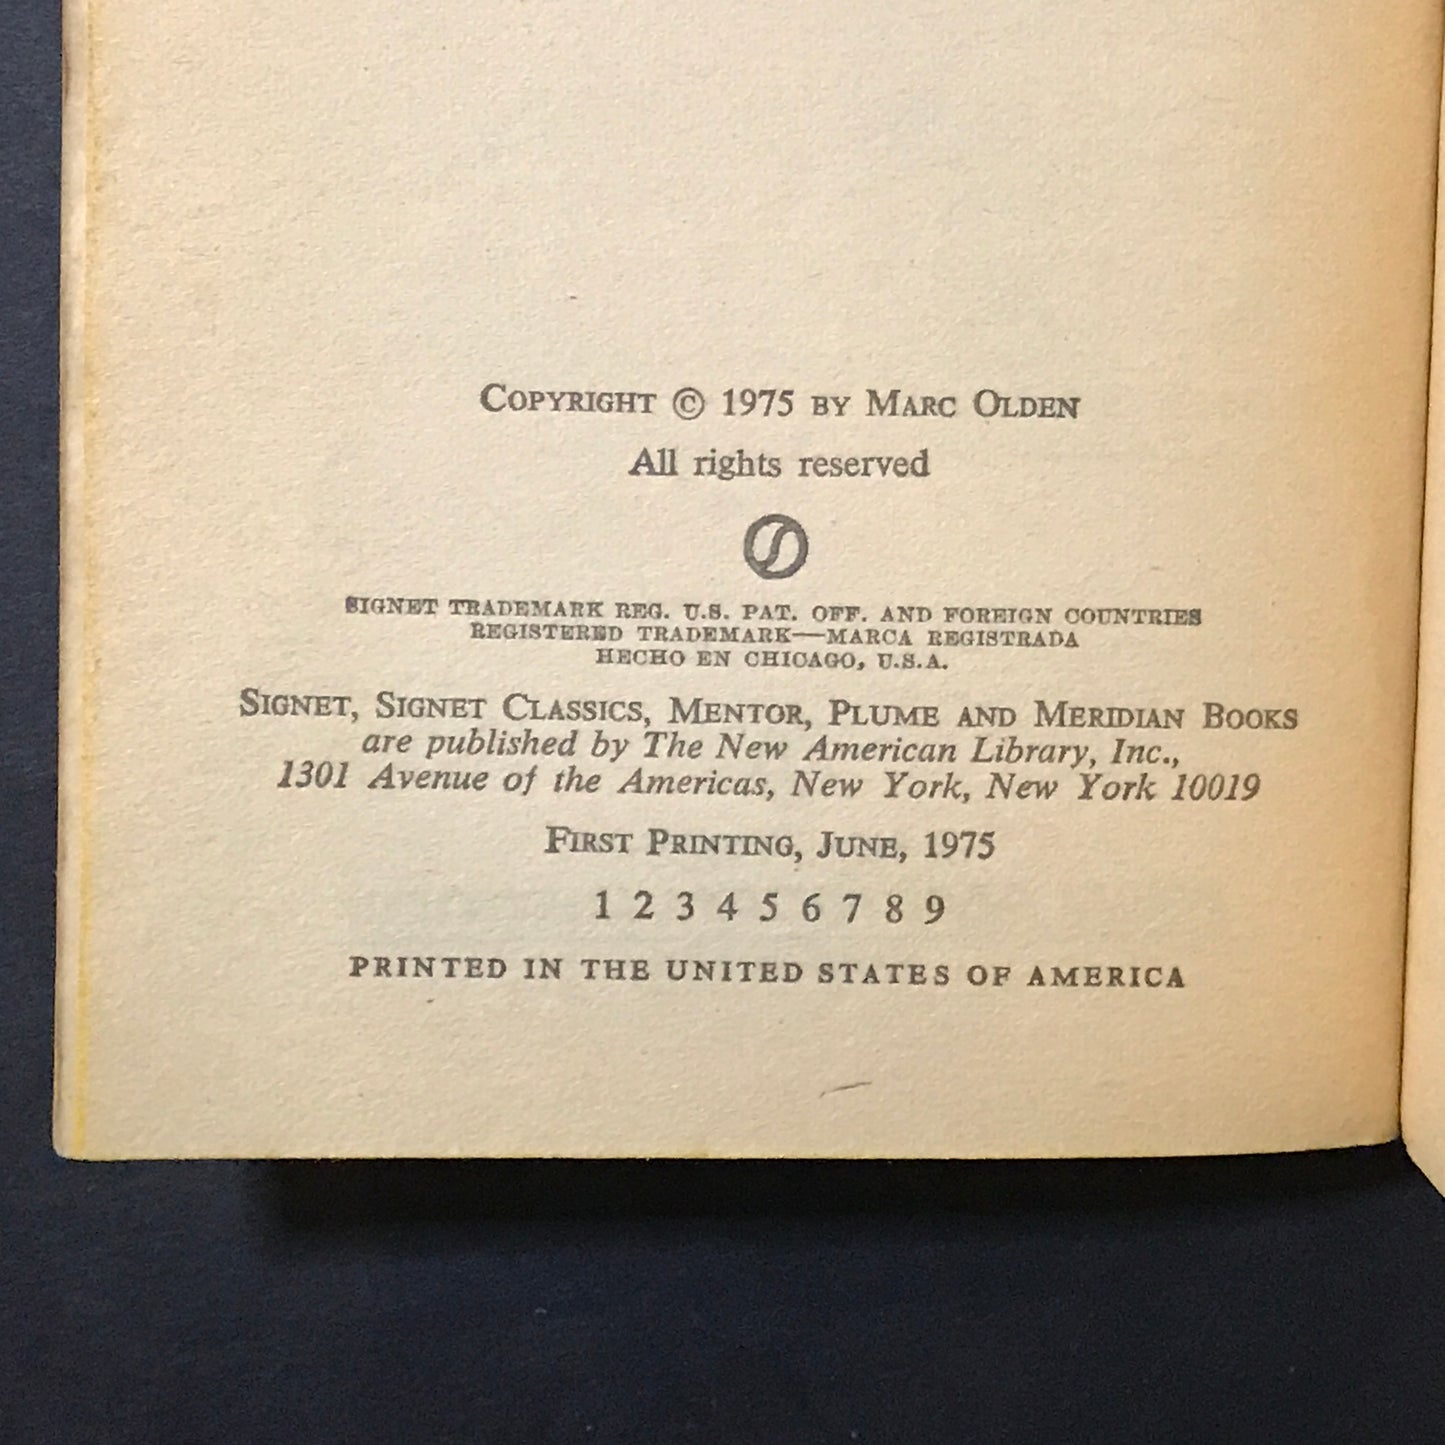 COPYRIGHT © 1975 BY MARC OLDEN
All rights reserved
SIGNET TRADEMARK REG. U.S. PAT. OFF. AND FOREIGN COUNTRIES
REGISTERED TRADEMARK—MARCA REGISTRADA
HECHO EN CHICAGO, U.S.A.
SIGNET, SIGNET CLASSICS, MENTOR, PLUME AND MERIDIAN BOOKS
are published by The New American Library, Inc.,
1301 Avenue of the Americas, New York, New York 10019
FIRST PRINTING, JUNE, 1975
1 2 3 4 5 6 7 8 9
PRINTED IN THE UNITED STATES OF AMERICA